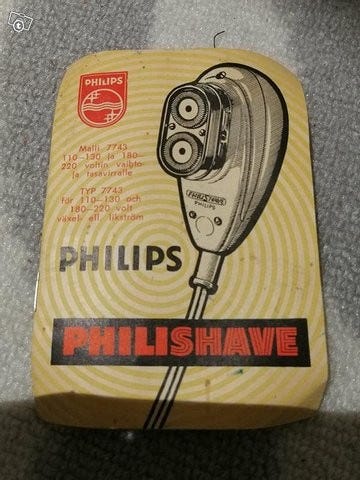 PHILIPS
Malli 7743
110-130 ja 180-
220 voltin vaihto-
ja tasavirralle
TYP 7743
för 110-130 och
180-220 volt
växel- ell. likström
PHILISHAVE
PHILIPS
PHILIPS
PHILISHAVE